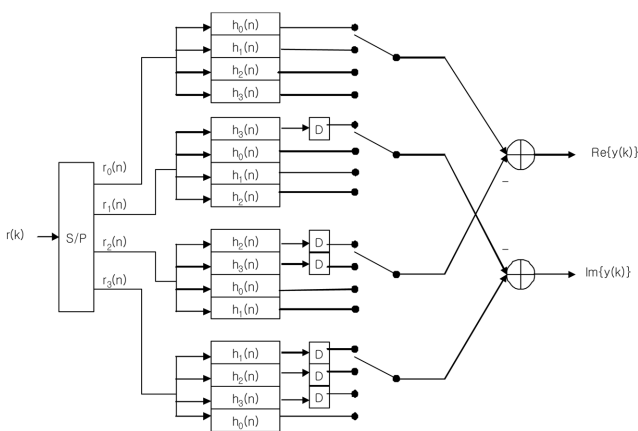 h0(n)
h1(n)
h2(n)
h3(n)
h3(n)
D
h0(n)
h1(n)
h2(n)
r(k)
S/P
r0(n)
r1(n)
r2(n)
r3(n)
h2(n)
D
h3(n)
D
h0(n)
h1(n)
h1(n)
D
h2(n)
D
h3(n)
D
h0(n)
Re{y(k)}
–
–
Im{y(k)}